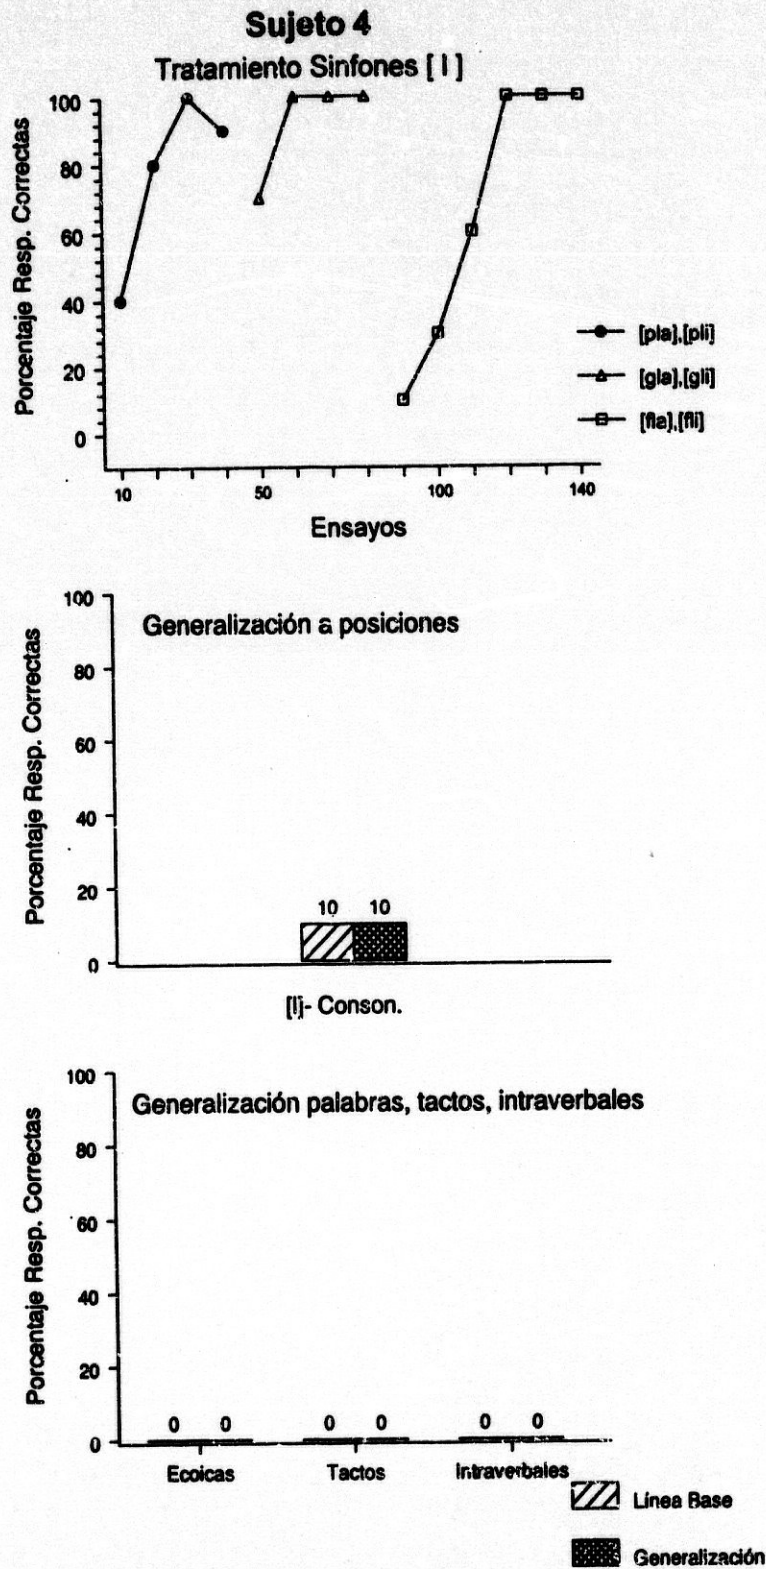 Sujeto 4
Tratamiento Sinfones [ l ]
Porcentaje Resp. Correctas
100
80
60
40
20
0
10
50
100
140
Ensayos
[pla],[pli]
[gla],[gli]
[fla],[fli]
Generalización a posiciones
Porcentaje Resp. Correctas
100
80
60
40
20
0
10 10
[l]- Conson.
Generalización palabras, tactos, intraverbales
Porcentaje Resp. Correctas
100
80
60
40
20
0
0 0 0 0 0 0
Ecoicas Tactos Intraverbales
Línea Base
Generalización